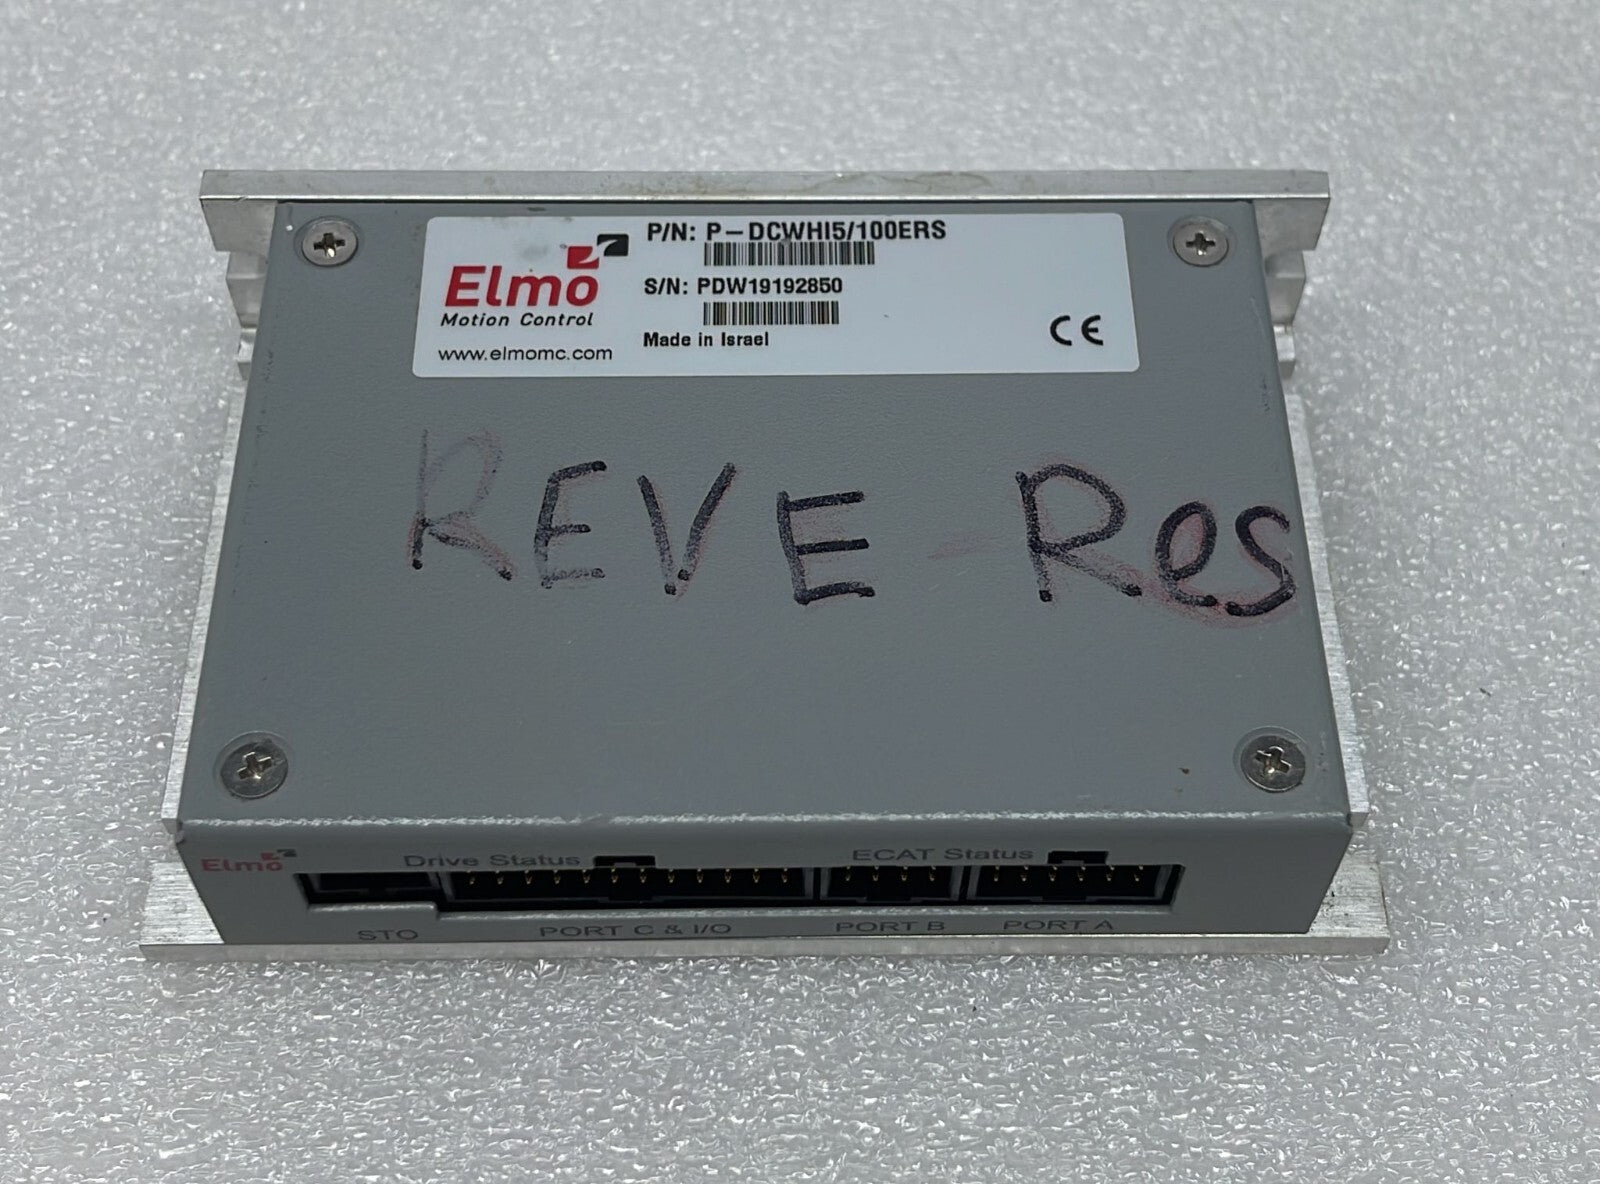 P/N: P-DCWHI5/100ERS
Elmo
Motion Control
www.elmomc.com
S/N: PDW19192850
Made in Israel
CE
REVE - Res
Elmo
Drive Status
ECAT Status
STO
PORT C & I/O
PORT B
PORT A